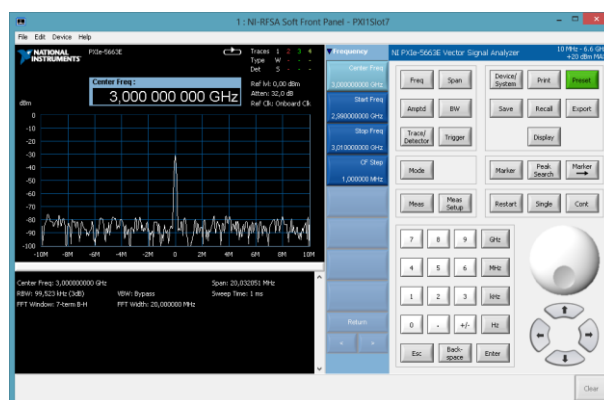 1 : NI-RFSA Soft Front Panel - PXI1Slot7
File Edit Device Help
NATIONAL INSTRUMENTS
PXIe-5663E
Traces 1 2 3 4
Type W - - -
Det S - - -
Center Freq :
3,000 000 000 GHz
Ref lvl: 0,00 dBm
Atten: 32,0 dB
Ref Clk: Onboard Clk
dBm
0
-10
-20
-30
-40
-50
-60
-70
-80
-90
-100
-10M -8M -6M -4M -2M 0 2M 4M 6M 8M 10M
Center Freq: 3,00000000 GHz Span: 20,032051 MHz
RBW: 99,523 kHz (3dB) VBW: Bypass Sweep Time: 1 ms
FFT Window: 7-term B-H FFT Width: 20,000000 MHz
Frequency
Center Freq
3,000000000 GHz
Start Freq
2,990000000 GHz
Stop Freq
3,010000000 GHz
CF Step
1,000000 MHz
Return
< >
NI PXIe-5663E Vector Signal Analyzer
10 MHz - 6.6 GHz
+20 dBm MAX
Freq Span Device/ System Print Preset
Amptd BW Save Recall Export
Trace/ Detector Trigger Display
Mode Marker Peak Search Marker →
Meas Meas Setup Restart Single Cont
7 8 9 GHz
4 5 6 MHz
1 2 3 kHz
0 . +/- Hz
Esc Back- space Enter
Clear